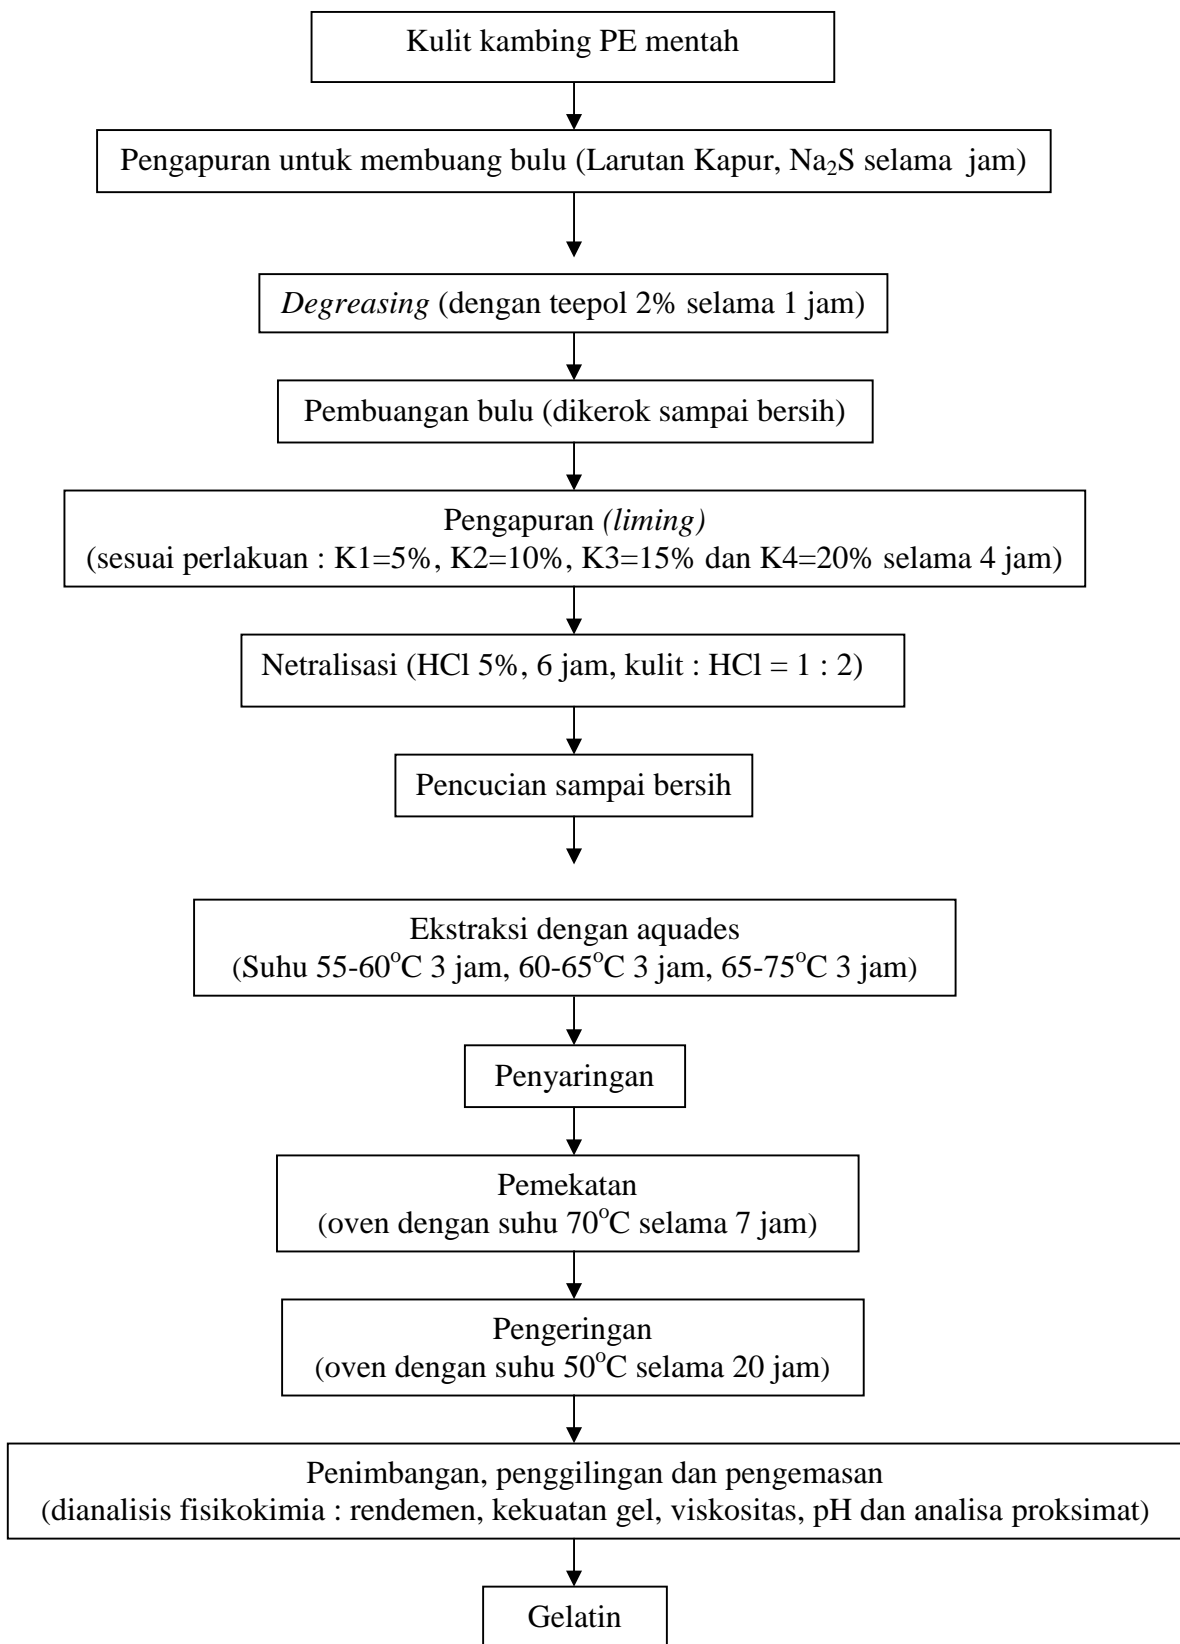 Kulit kambing PE mentah
Pengapuran untuk membuang bulu (Larutan Kapur, Na₂S selama  jam)
Degreasing (dengan teepol 2% selama 1 jam)
Pembuangan bulu (dikerok sampai bersih)
Pengapuran (liming)
(sesuai perlakuan : K1=5%, K2=10%, K3=15% dan K4=20% selama 4 jam)
Netralisasi (HCl 5%, 6 jam, kulit : HCl = 1 : 2)
Pencucian sampai bersih
Ekstraksi dengan aquades
(Suhu 55-60°C 3 jam, 60-65°C 3 jam, 65-75°C 3 jam)
Penyaringan
Pemekatan
(oven dengan suhu 70°C selama 7 jam)
Pengeringan
(oven dengan suhu 50°C selama 20 jam)
Penimbangan, penggilingan dan pengemasan
(dianalisis fisikokimia : rendemen, kekuatan gel, viskositas, pH dan analisa proksimat)
Gelatin